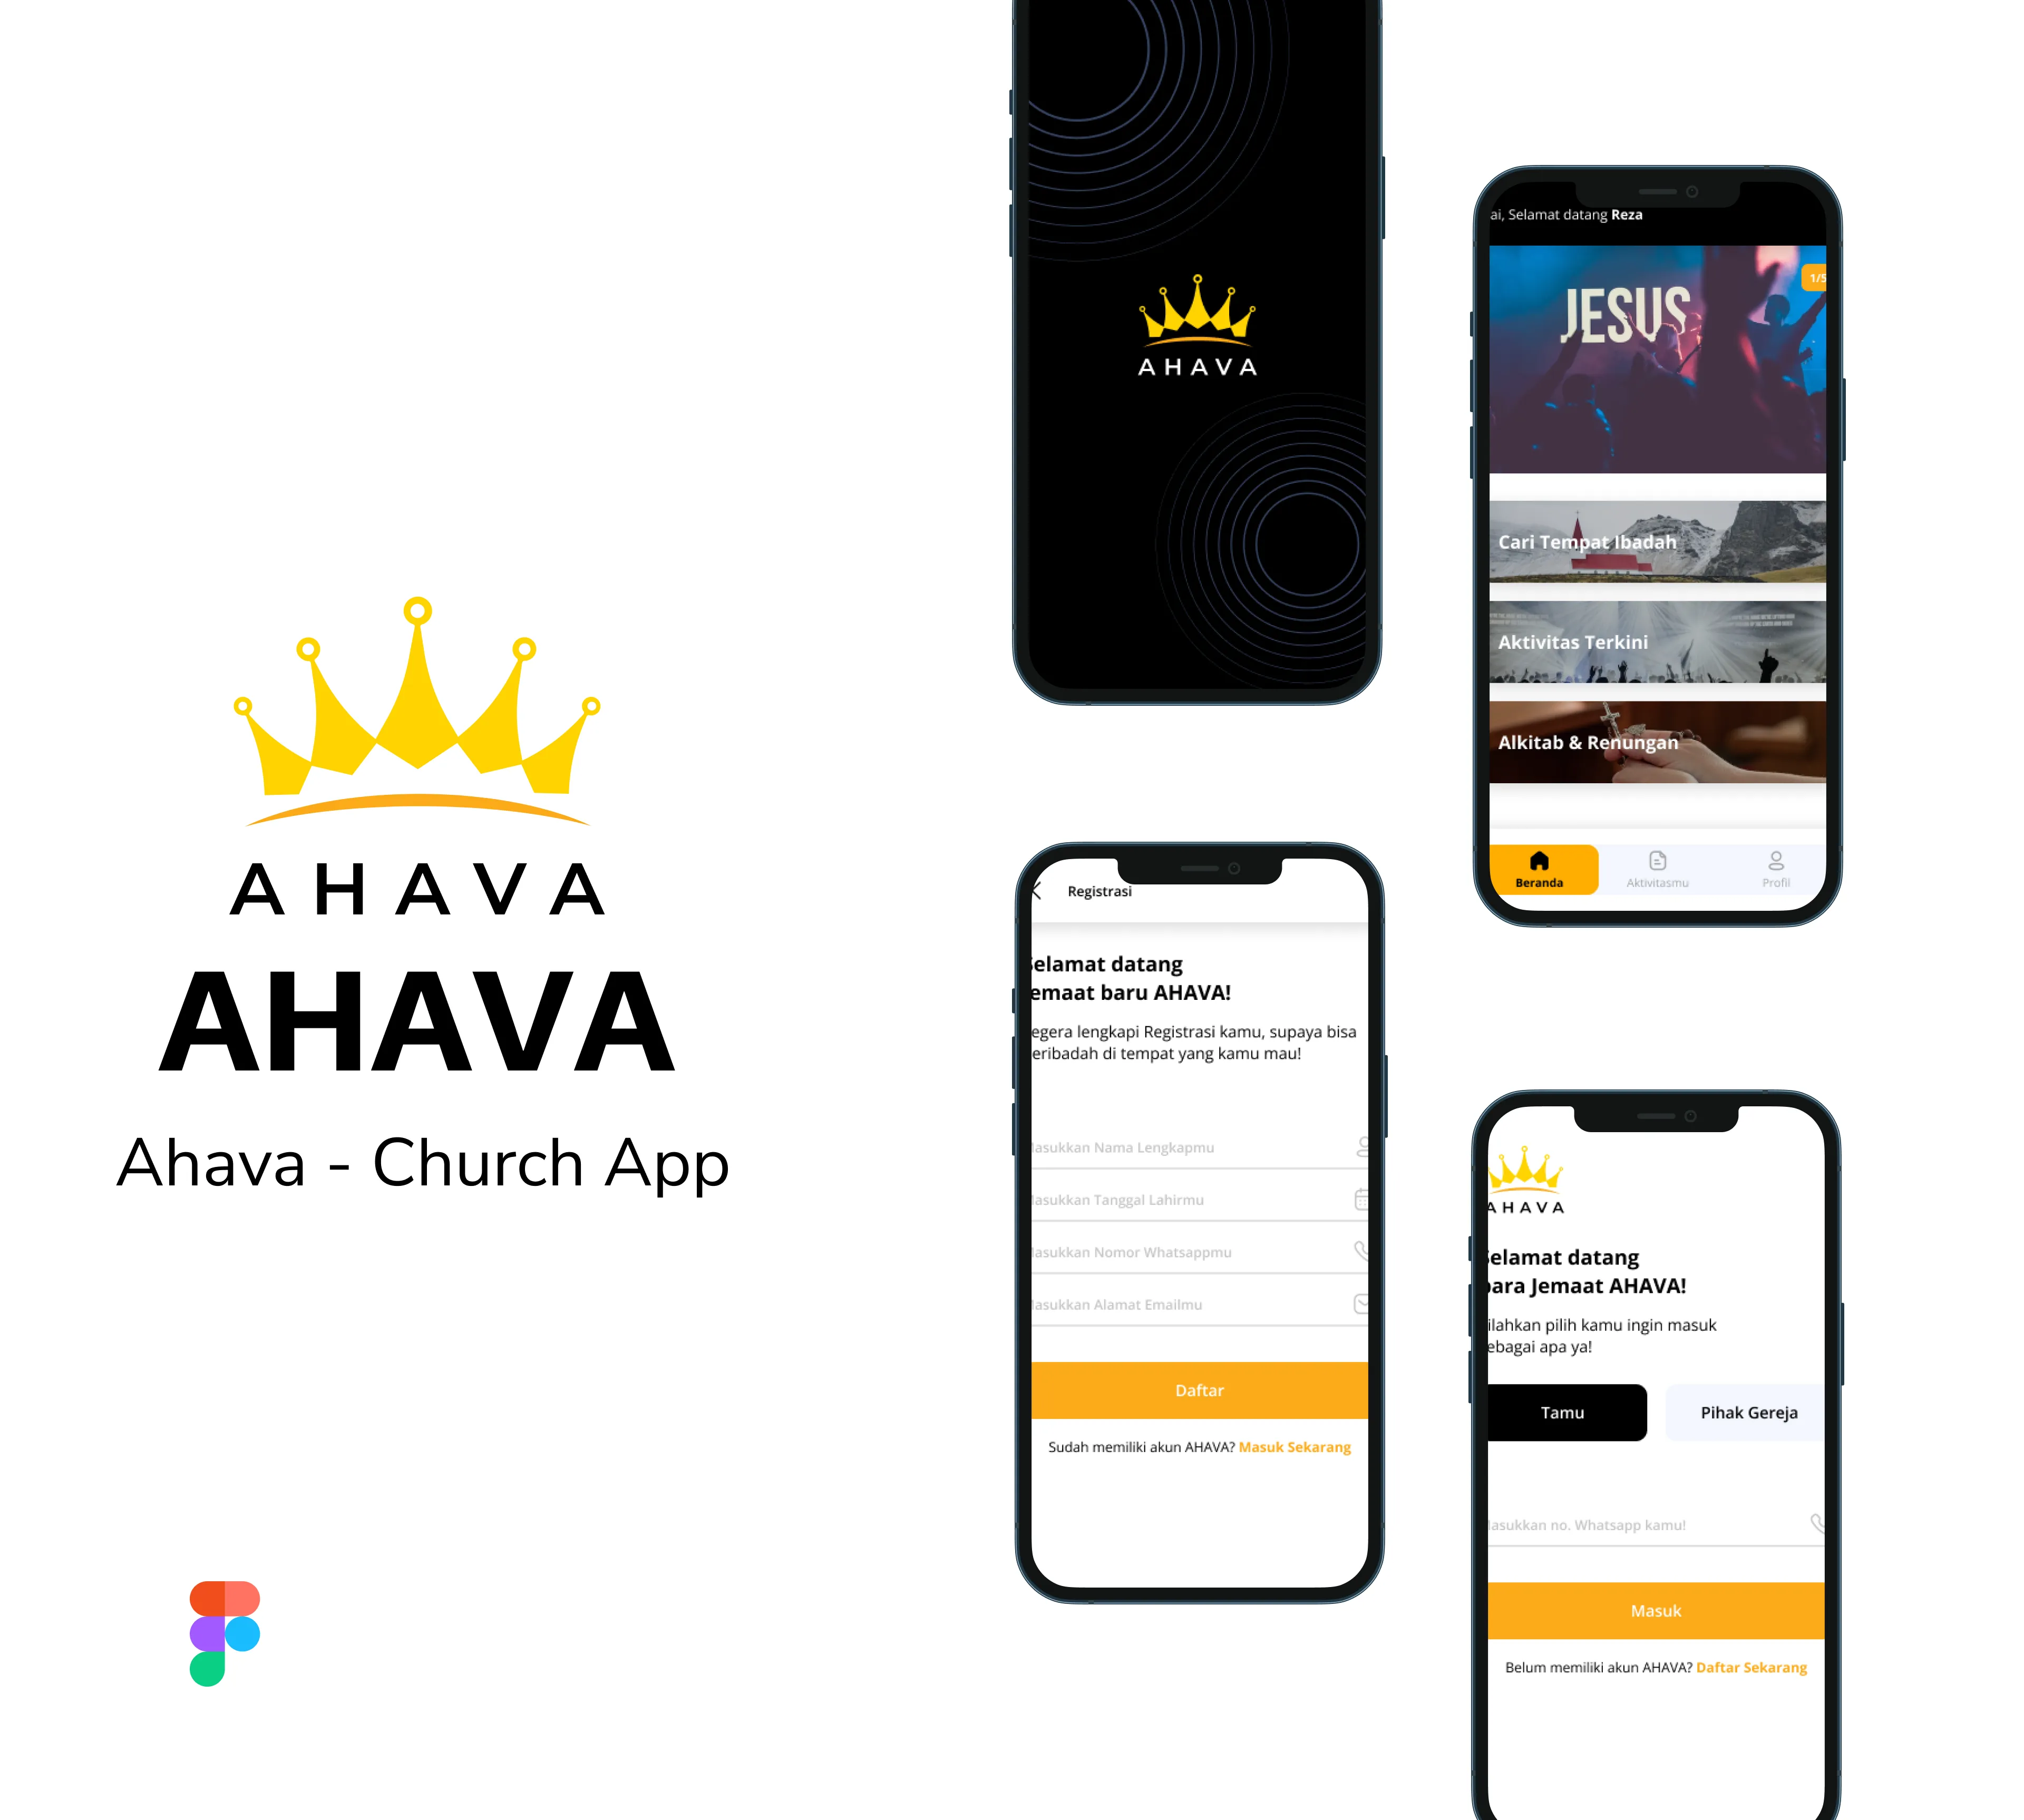 AHAVA
AHAVA
Ahava - Church App
AHAVA
ai, Selamat datang Reza
1/5
JESUS
Cari Tempat Ibadah
Aktivitas Terkini
Alkitab & Renungan
Beranda
Aktivitasmu
Profil
Registrasi
Selamat datang
emaat baru AHAVA!
egera lengkapi Registrasi kamu, supaya bisa
eribadah di tempat yang kamu mau!
asukkan Nama Lengkapmu
asukkan Tanggal Lahirmu
asukkan Nomor Whatsappmu
asukkan Alamat Emailmu
Daftar
Sudah memiliki akun AHAVA? Masuk Sekarang
AHAVA
Selamat datang
para Jemaat AHAVA!
ilahkan pilih kamu ingin masuk
ebagai apa ya!
Tamu
Pihak Gereja
asukkan no. Whatsapp kamu!
Masuk
Belum memiliki akun AHAVA? Daftar Sekarang